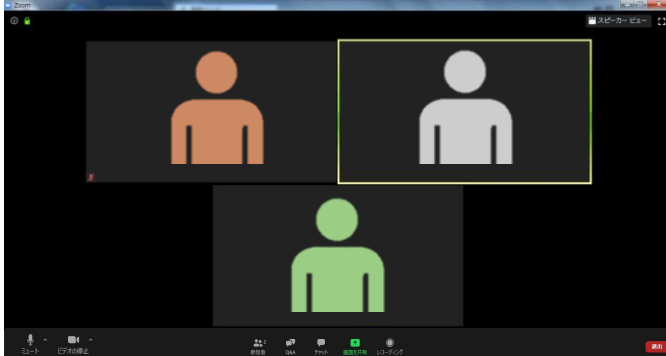 Zoom
スピーカー ビュー
ミュート
ビデオの停止
参加者
Q&A
チャット
画面を共有
レコーディング
退出